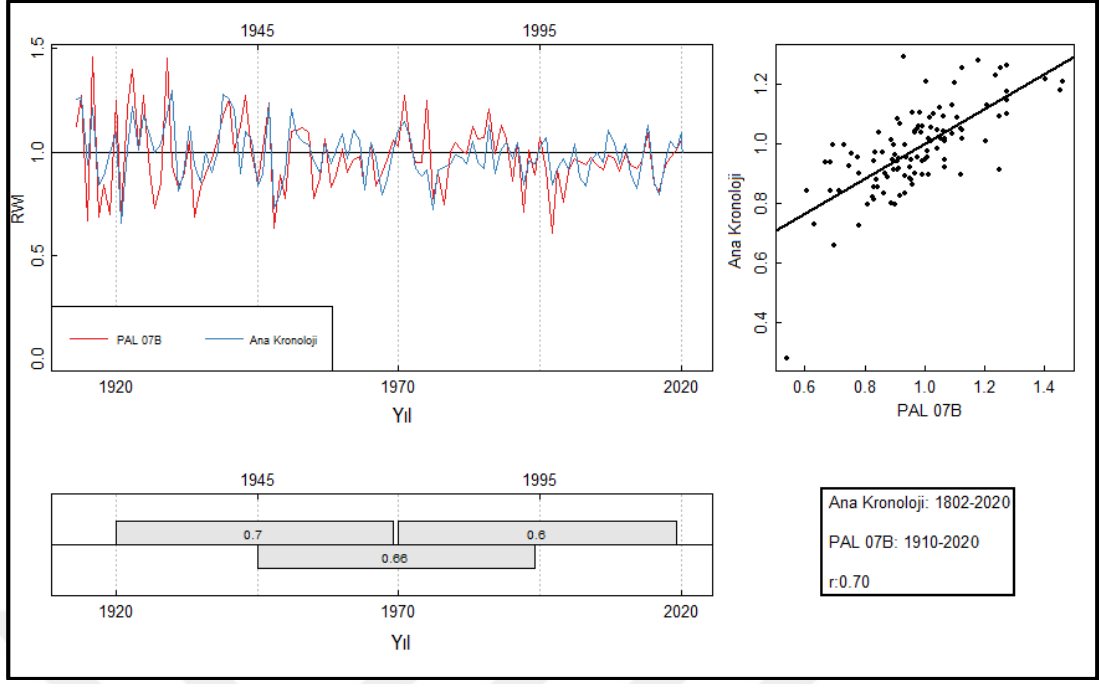 1945 1995
RWI
0.0 0.5 1.0 1.5
PAL 07B Ana Kronoloji
1920 1970 2020
Yıl
Ana Kronoloji
0.4 0.6 0.8 1.0 1.2
0.6 0.8 1.0 1.2 1.4
PAL 07B
1945 1995
0.7 0.6
0.66
1920 1970 2020
Yıl
Ana Kronoloji: 1802-2020
PAL 07B: 1910-2020
r:0.70